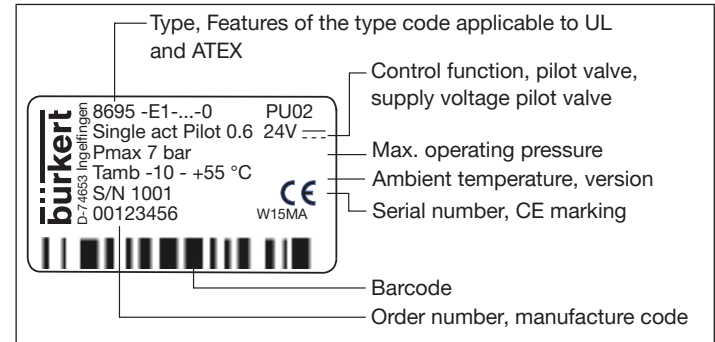 Type, Features of the type code applicable to UL
and ATEX
Control function, pilot valve,
supply voltage pilot valve
Max. operating pressure
Ambient temperature, version
Serial number, CE marking
Barcode
Order number, manufacture code
bürkert
D-74653 Ingelfingen
8695 -E1-...-0 PU02
Single act Pilot 0.6 24V
Pmax 7 bar
Tamb -10 - +55 °C
S/N 1001 CE
00123456 W15MA